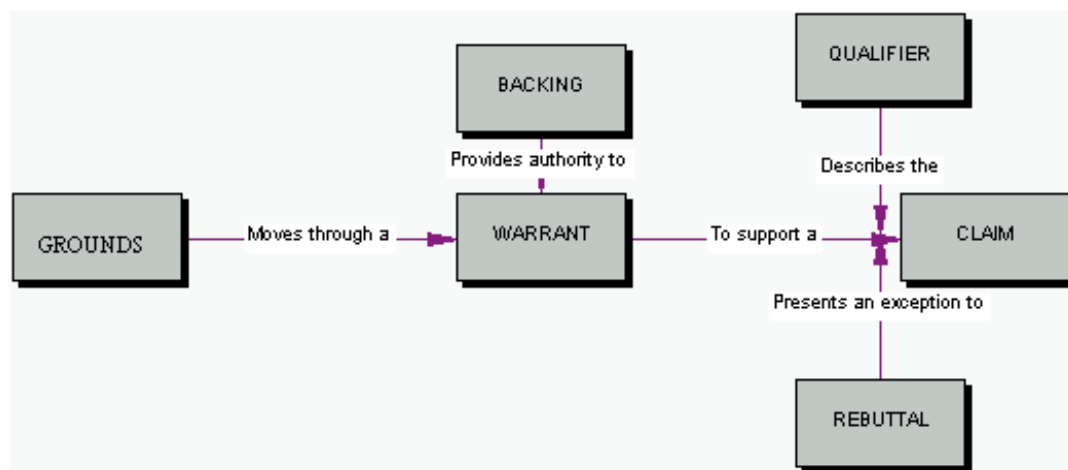 QUALIFIER
BACKING
Provides authority to
Describes the
GROUNDS
Moves through a
WARRANT
To support a
CLAIM
Presents an exception to
REBUTTAL